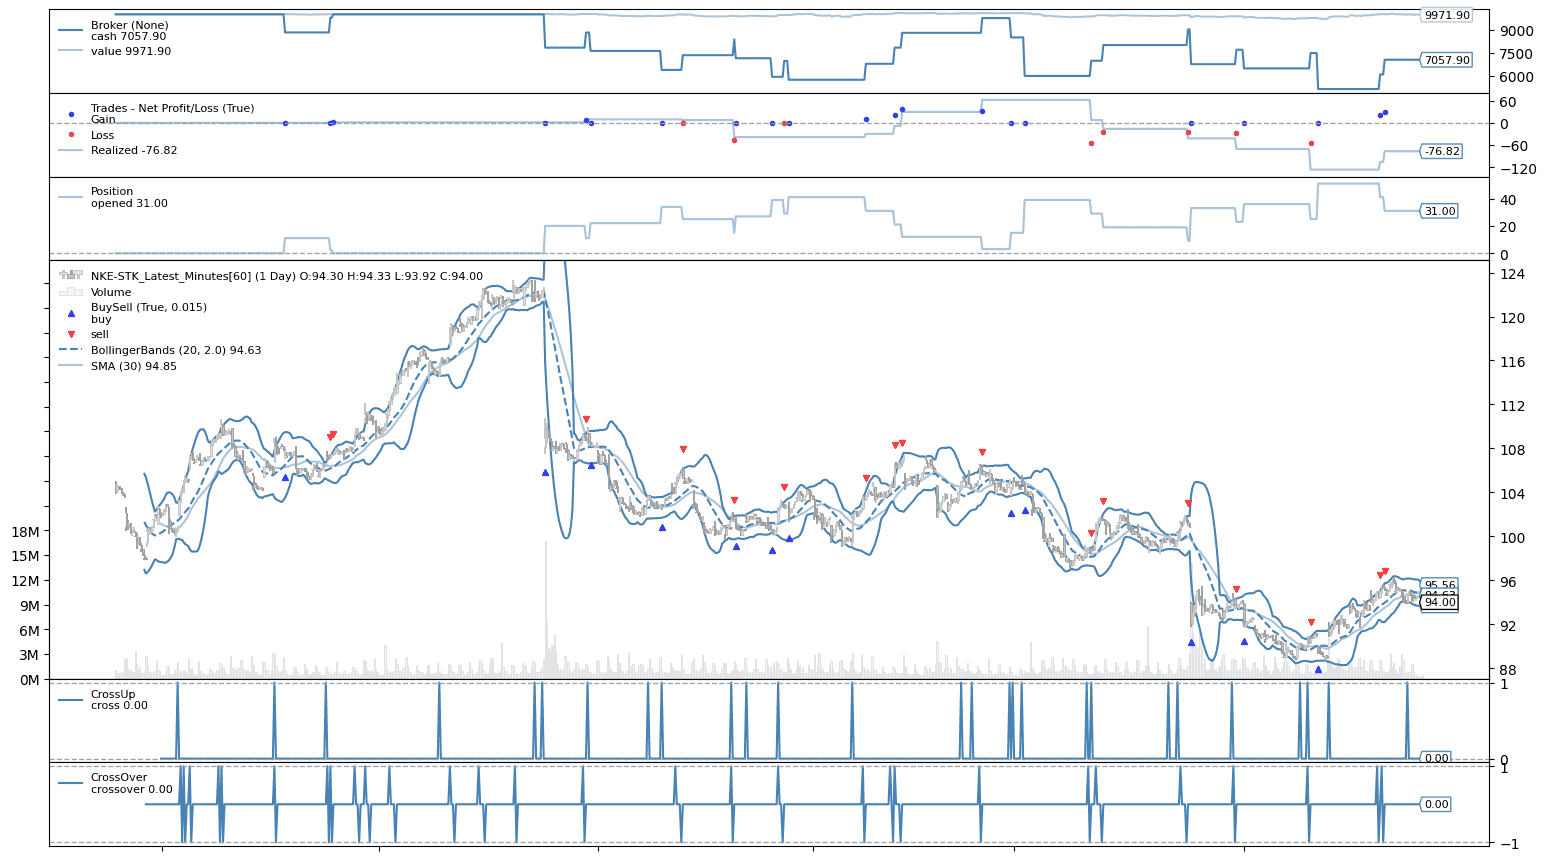 Broker (None)
cash 7057.90
value 9971.90
9971.90
9000
7500
7057.90
6000
Trades - Net Profit/Loss (True)
Gain
Loss
Realized -76.82
60
0
−60
-76.82
−120
Position
opened 31.00
40
31.00
20
0
NKE-STK_Latest_Minutes[60] (1 Day) O:94.30 H:94.33 L:93.92 C:94.00
Volume
BuySell (True, 0.015)
buy
sell
BollingerBands (20, 2.0) 94.63
SMA (30) 94.85
124
120
116
112
108
104
100
96
95.56
94.63
94.00
92
88
18M
15M
12M
9M
6M
3M
0M
CrossUp
cross 0.00
1
0.00
0
CrossOver
crossover 0.00
1
0.00
−1